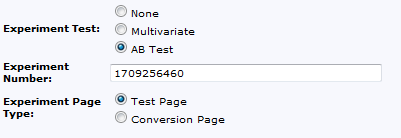 None
Experiment Test: Multivariate
AB Test
Experiment
Number: 1709256460
Experiment Page Test Page
Type: Conversion Page